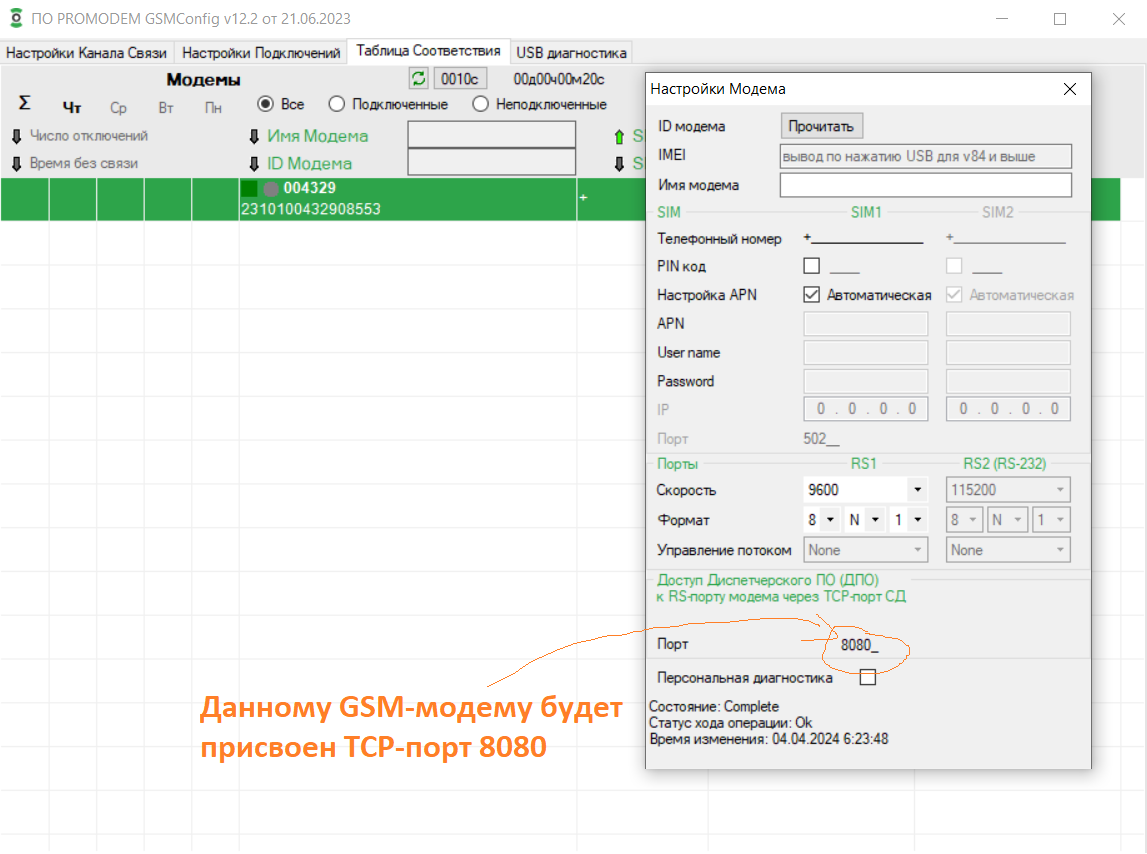 ПО PROMODEM GSMConfig v12.2 от 21.06.2023
Настройки Канала Связи Настройки Подключений Таблица Соответствия USB диагностика
Модемы 0010с 00д00ч00м20с
Σ Чт Ср Вт Пн Все Подключенные Неподключенные
Число отключений Имя Модема
Время без связи ID Модема
004329
2310100432908553 +
Настройки Модема
ID модема Прочитать
IMEI вывод по нажатию USB для v84 и выше
Имя модема
SIM SIM1 SIM2
Телефонный номер +____________ +____________
PIN код ____ ____
Настройка APN Автоматическая Автоматическая
APN
User name
Password
IP 0 . 0 . 0 . 0 0 . 0 . 0 . 0
Порт 502__
Порты RS1 RS2 (RS-232)
Скорость 9600 115200
Формат 8 N 1 8 N 1
Управление потоком None None
Доступ Диспетчерского ПО (ДПО)
к RS-порту модема через TCP-порт СД
Порт 8080_
Персональная диагностика
Состояние: Complete
Статус хода операции: Ok
Время изменения: 04.04.2024 6:23:48
Данному GSM-модему будет
присвоен TCP-порт 8080